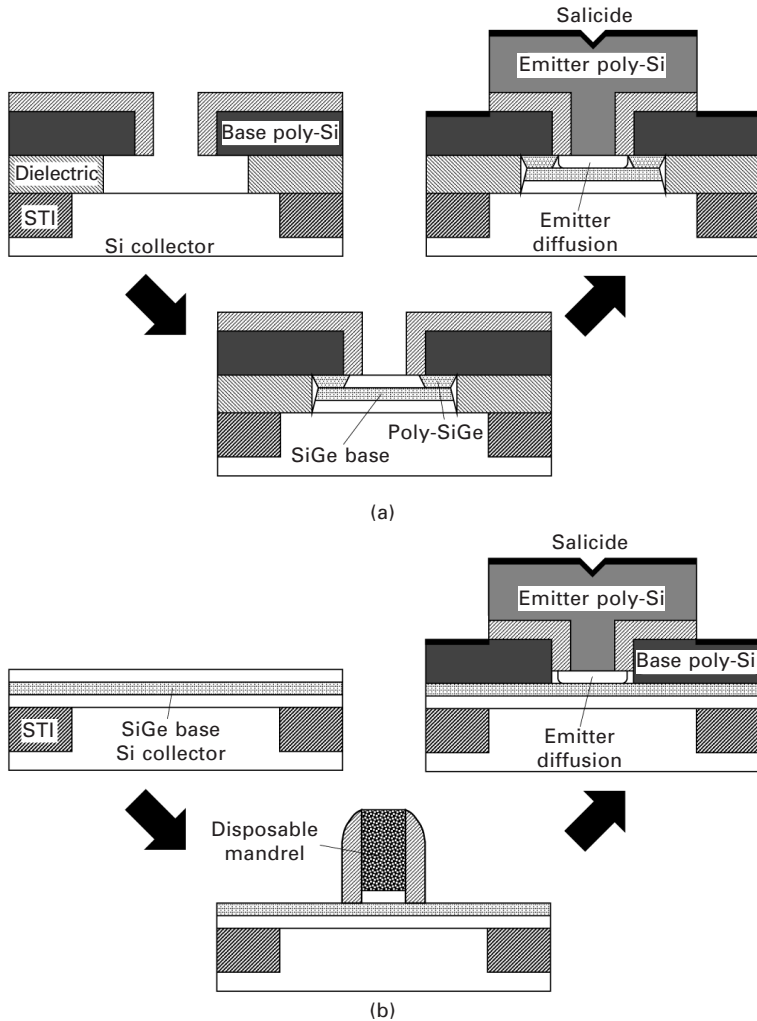 Salicide
Emitter poly-Si
Base poly-Si
Dielectric
STI
Si collector
Emitter
diffusion
Poly-SiGe
SiGe base
(a)
Salicide
Emitter poly-Si
Base poly-Si
STI
SiGe base
Si collector
Emitter
diffusion
Disposable
mandrel
(b)